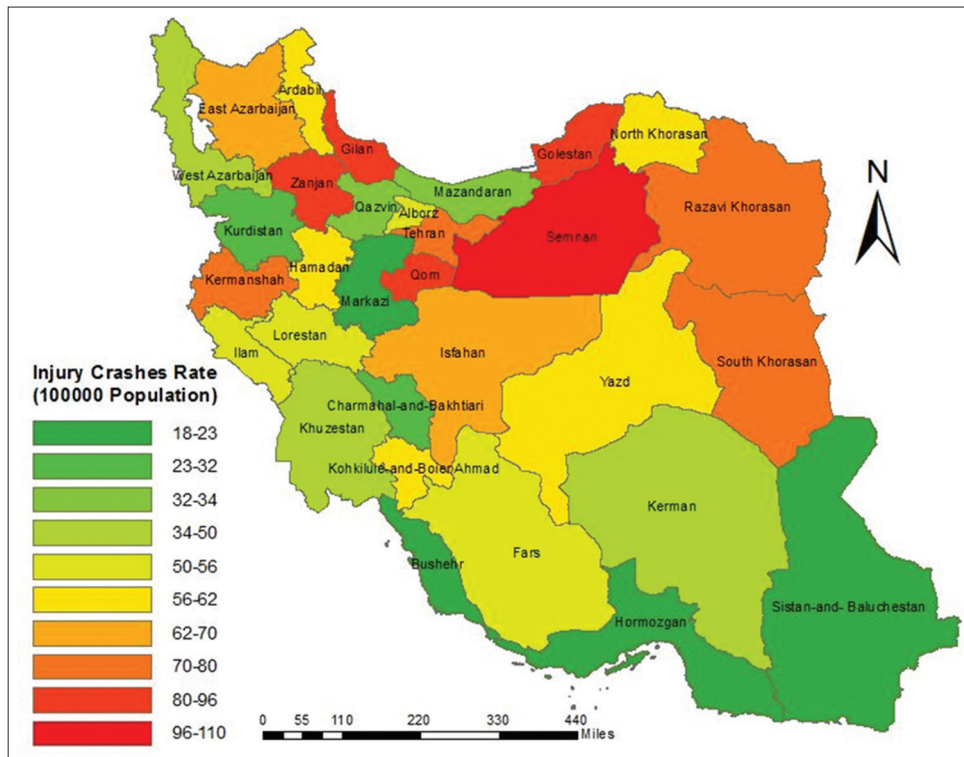 Ardabil
East Azarbaijan
Gilan
North Khorasan
Golestan
West Azarbaijan
Zanjan
Mazandaran
Qazvin
Razavi Khorasan
N
Alborz
Kurdistan
Tehran
Semnan
Hamadan
Qom
Kermanshah
Markazi
Lorestan
Isfahan
Ilam
South Khorasan
Yazd
Charmahal-and-Bakhtiari
Khuzestan
Kohkilule-and-Boier Ahmad
Kerman
Fars
Bushehr
Sistan-and- Baluchestan
Hormozgan
Injury Crashes Rate
(100000 Population)
18-23
23-32
32-34
34-50
50-56
56-62
62-70
70-80
80-96
96-110
0 55 110 220 330 440
Miles